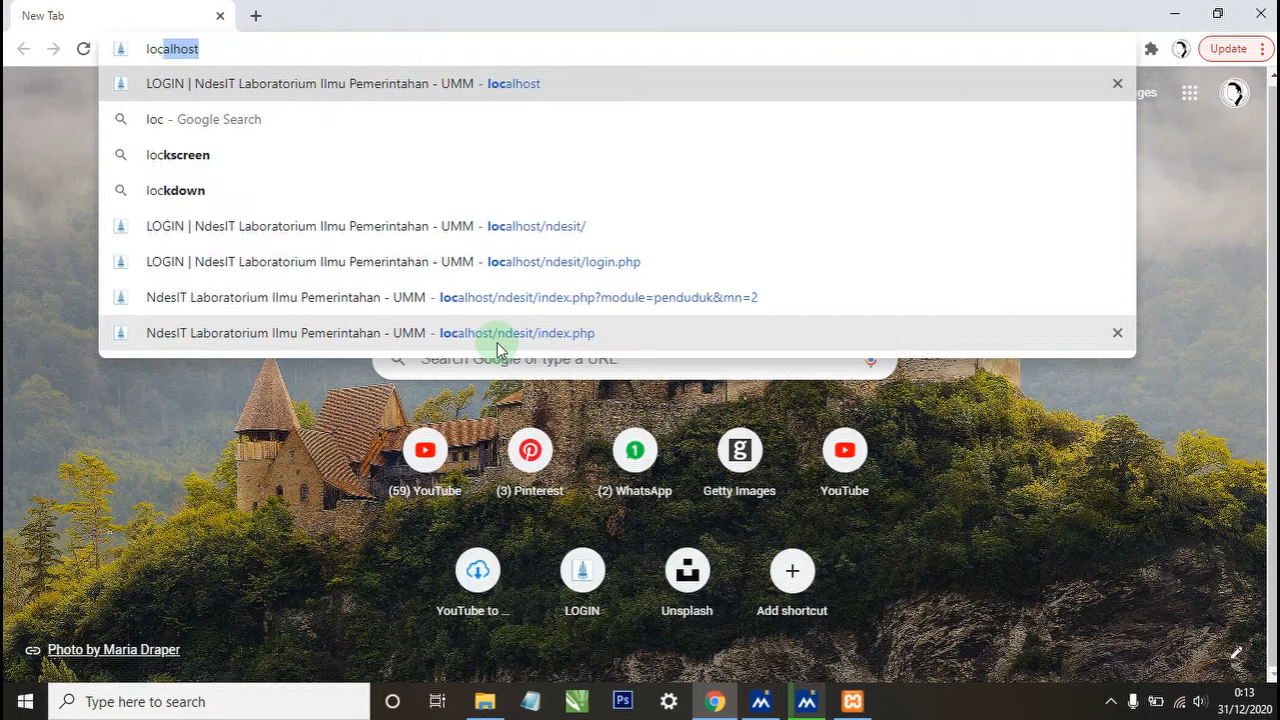 New Tab
localhost
Update
LOGIN | NdesIT Laboratorium Ilmu Pemerintahan - UMM - localhost
ges
loc - Google Search
lockscreen
lockdown
LOGIN | NdesIT Laboratorium Ilmu Pemerintahan - UMM - localhost/ndesit/
LOGIN | NdesIT Laboratorium Ilmu Pemerintahan - UMM - localhost/ndesit/login.php
NdesIT Laboratorium Ilmu Pemerintahan - UMM - localhost/ndesit/index.php?module=penduduk&mn=2
NdesIT Laboratorium Ilmu Pemerintahan - UMM - localhost/ndesit/index.php
Search Google or type a URL
(59) YouTube
(3) Pinterest
(2) WhatsApp
Getty Images
YouTube
YouTube to ...
LOGIN
Unsplash
Add shortcut
Photo by Maria Draper
Type here to search
Ps
0:13
31/12/2020